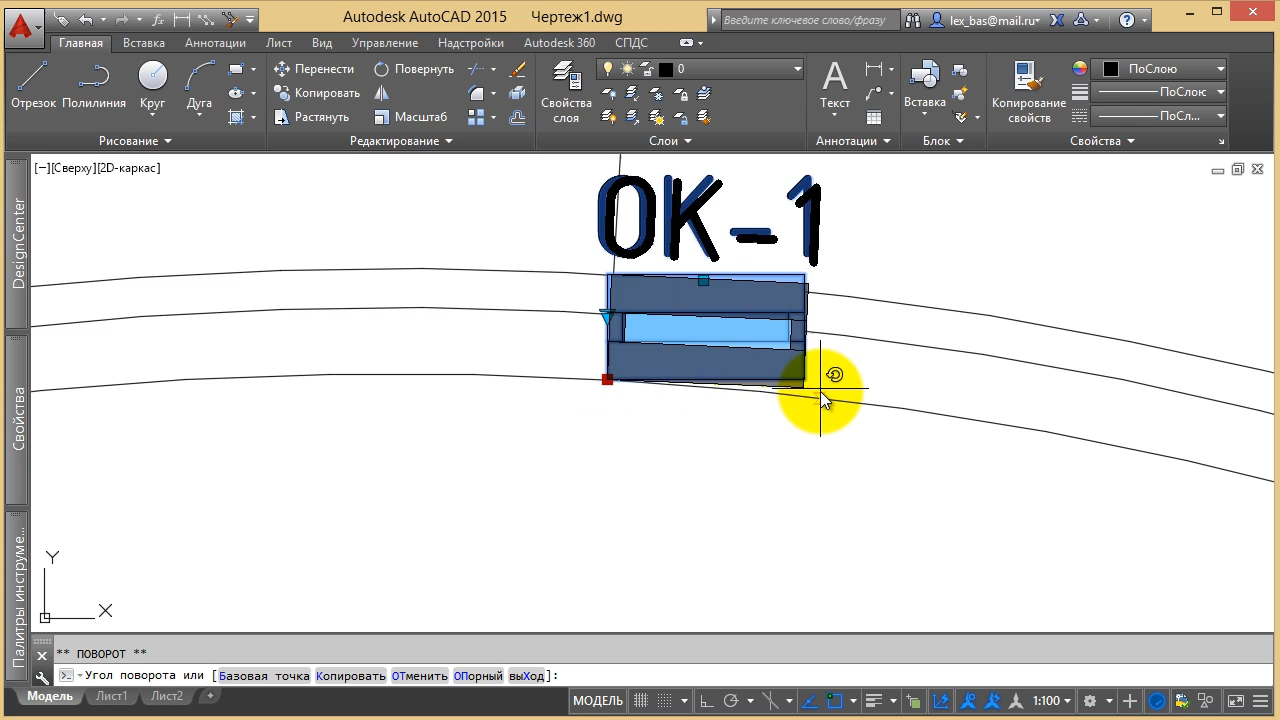 Autodesk AutoCAD 2015 Чертеж1.dwg
Введите ключевое слово/фразу
lex_bas@mail.ru
Главная Вставка Аннотации Лист Вид Управление Надстройки Autodesk 360 СПДС
Отрезок Полилиния Круг Дуга
Перенести Повернуть
Копировать
Растянуть Масштаб
Свойства слоя
0
Текст
Вставка
Копирование свойств
ПоСлою
ПоСлою
ПоСл...
Рисование Редактирование Слои Аннотации Блок Свойства
[−][Сверху][2D-каркас]
DesignCenter
Свойства
Палитры инструме...
ОК-1
Y
X
** ПОВОРОТ **
Угол поворота или [Базовая точка Копировать ОТменить ОПорный выХод]:
Модель Лист1 Лист2
МОДЕЛЬ 1:100